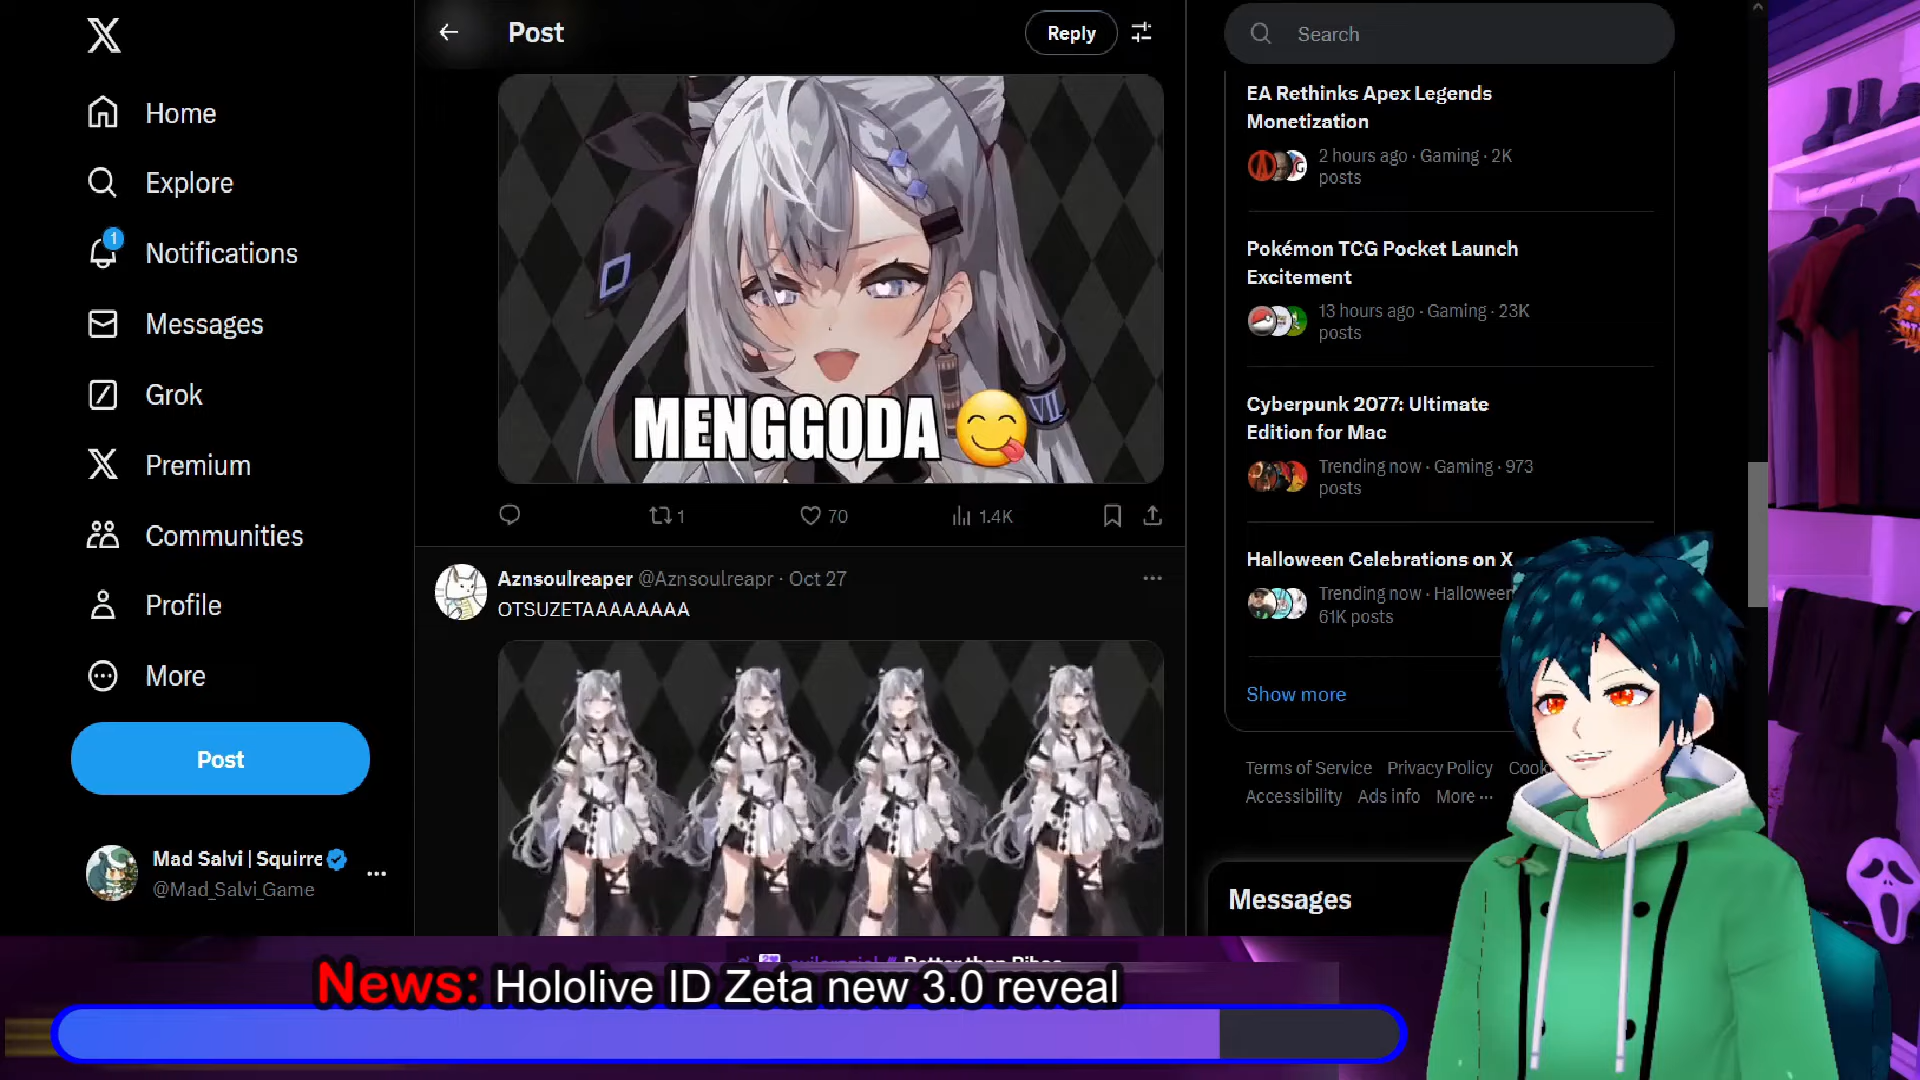 Home
Explore
1
Notifications
Messages
Grok
Premium
Communities
Profile
More
Post
Mad Salvi | Squirre
@Mad_Salvi_Game
Post
Reply
MENGGODA 😋
VII
1
70
1.4K
Aznsoulreaper @Aznsoulreapr · Oct 27
OTSUZETAAAAAAAA
Search
EA Rethinks Apex Legends
Monetization
2 hours ago · Gaming · 2K
posts
Pokémon TCG Pocket Launch
Excitement
13 hours ago · Gaming · 23K
posts
Cyberpunk 2077: Ultimate
Edition for Mac
Trending now · Gaming · 973
posts
Halloween Celebrations on X
Trending now · Halloween
61K posts
Show more
Terms of Service Privacy Policy Cook
Accessibility Ads info More ···
Messages
News: Hololive ID Zeta new 3.0 reveal